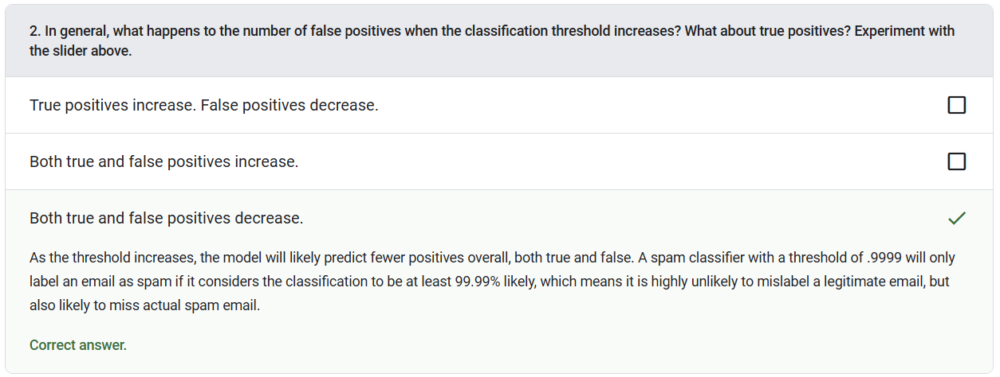 2. In general, what happens to the number of false positives when the classification threshold increases? What about true positives? Experiment with
the slider above.
True positives increase. False positives decrease.
Both true and false positives increase.
Both true and false positives decrease.
As the threshold increases, the model will likely predict fewer positives overall, both true and false. A spam classifier with a threshold of .9999 will only
label an email as spam if it considers the classification to be at least 99.99% likely, which means it is highly unlikely to mislabel a legitimate email, but
also likely to miss actual spam email.
Correct answer.